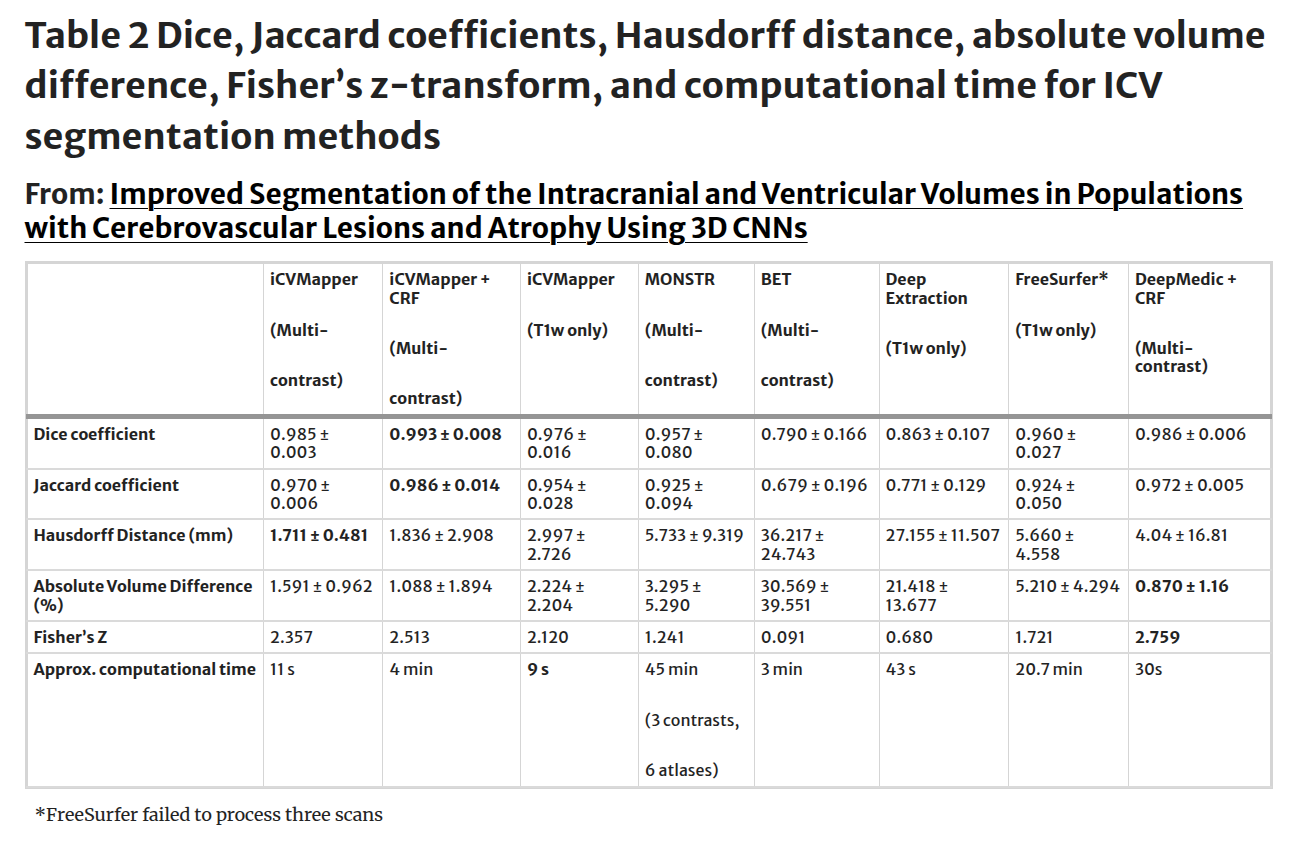 Table 2 Dice, Jaccard coefficients, Hausdorff distance, absolute volume
difference, Fisher’s z-transform, and computational time for ICV
segmentation methods
From: Improved Segmentation of the Intracranial and Ventricular Volumes in Populations
with Cerebrovascular Lesions and Atrophy Using 3D CNNs
iCVMapper (Multi- contrast)
iCVMapper + CRF (Multi- contrast)
iCVMapper (T1w only)
MONSTR (Multi- contrast)
BET (Multi- contrast)
Deep Extraction (T1w only)
FreeSurfer* (T1w only)
DeepMedic + CRF (Multi- contrast)
Dice coefficient 0.985 ± 0.003 0.993 ± 0.008 0.976 ± 0.016 0.957 ± 0.080 0.790 ± 0.166 0.863 ± 0.107 0.960 ± 0.027 0.986 ± 0.006
Jaccard coefficient 0.970 ± 0.006 0.986 ± 0.014 0.954 ± 0.028 0.925 ± 0.094 0.679 ± 0.196 0.771 ± 0.129 0.924 ± 0.050 0.972 ± 0.005
Hausdorff Distance (mm) 1.711 ± 0.481 1.836 ± 2.908 2.997 ± 2.726 5.733 ± 9.319 36.217 ± 24.743 27.155 ± 11.507 5.660 ± 4.558 4.04 ± 16.81
Absolute Volume Difference (%) 1.591 ± 0.962 1.088 ± 1.894 2.224 ± 2.204 3.295 ± 5.290 30.569 ± 39.551 21.418 ± 13.677 5.210 ± 4.294 0.870 ± 1.16
Fisher’s Z 2.357 2.513 2.120 1.241 0.091 0.680 1.721 2.759
Approx. computational time 11 s 4 min 9 s 45 min (3 contrasts, 6 atlases) 3 min 43 s 20.7 min 30s
*FreeSurfer failed to process three scans